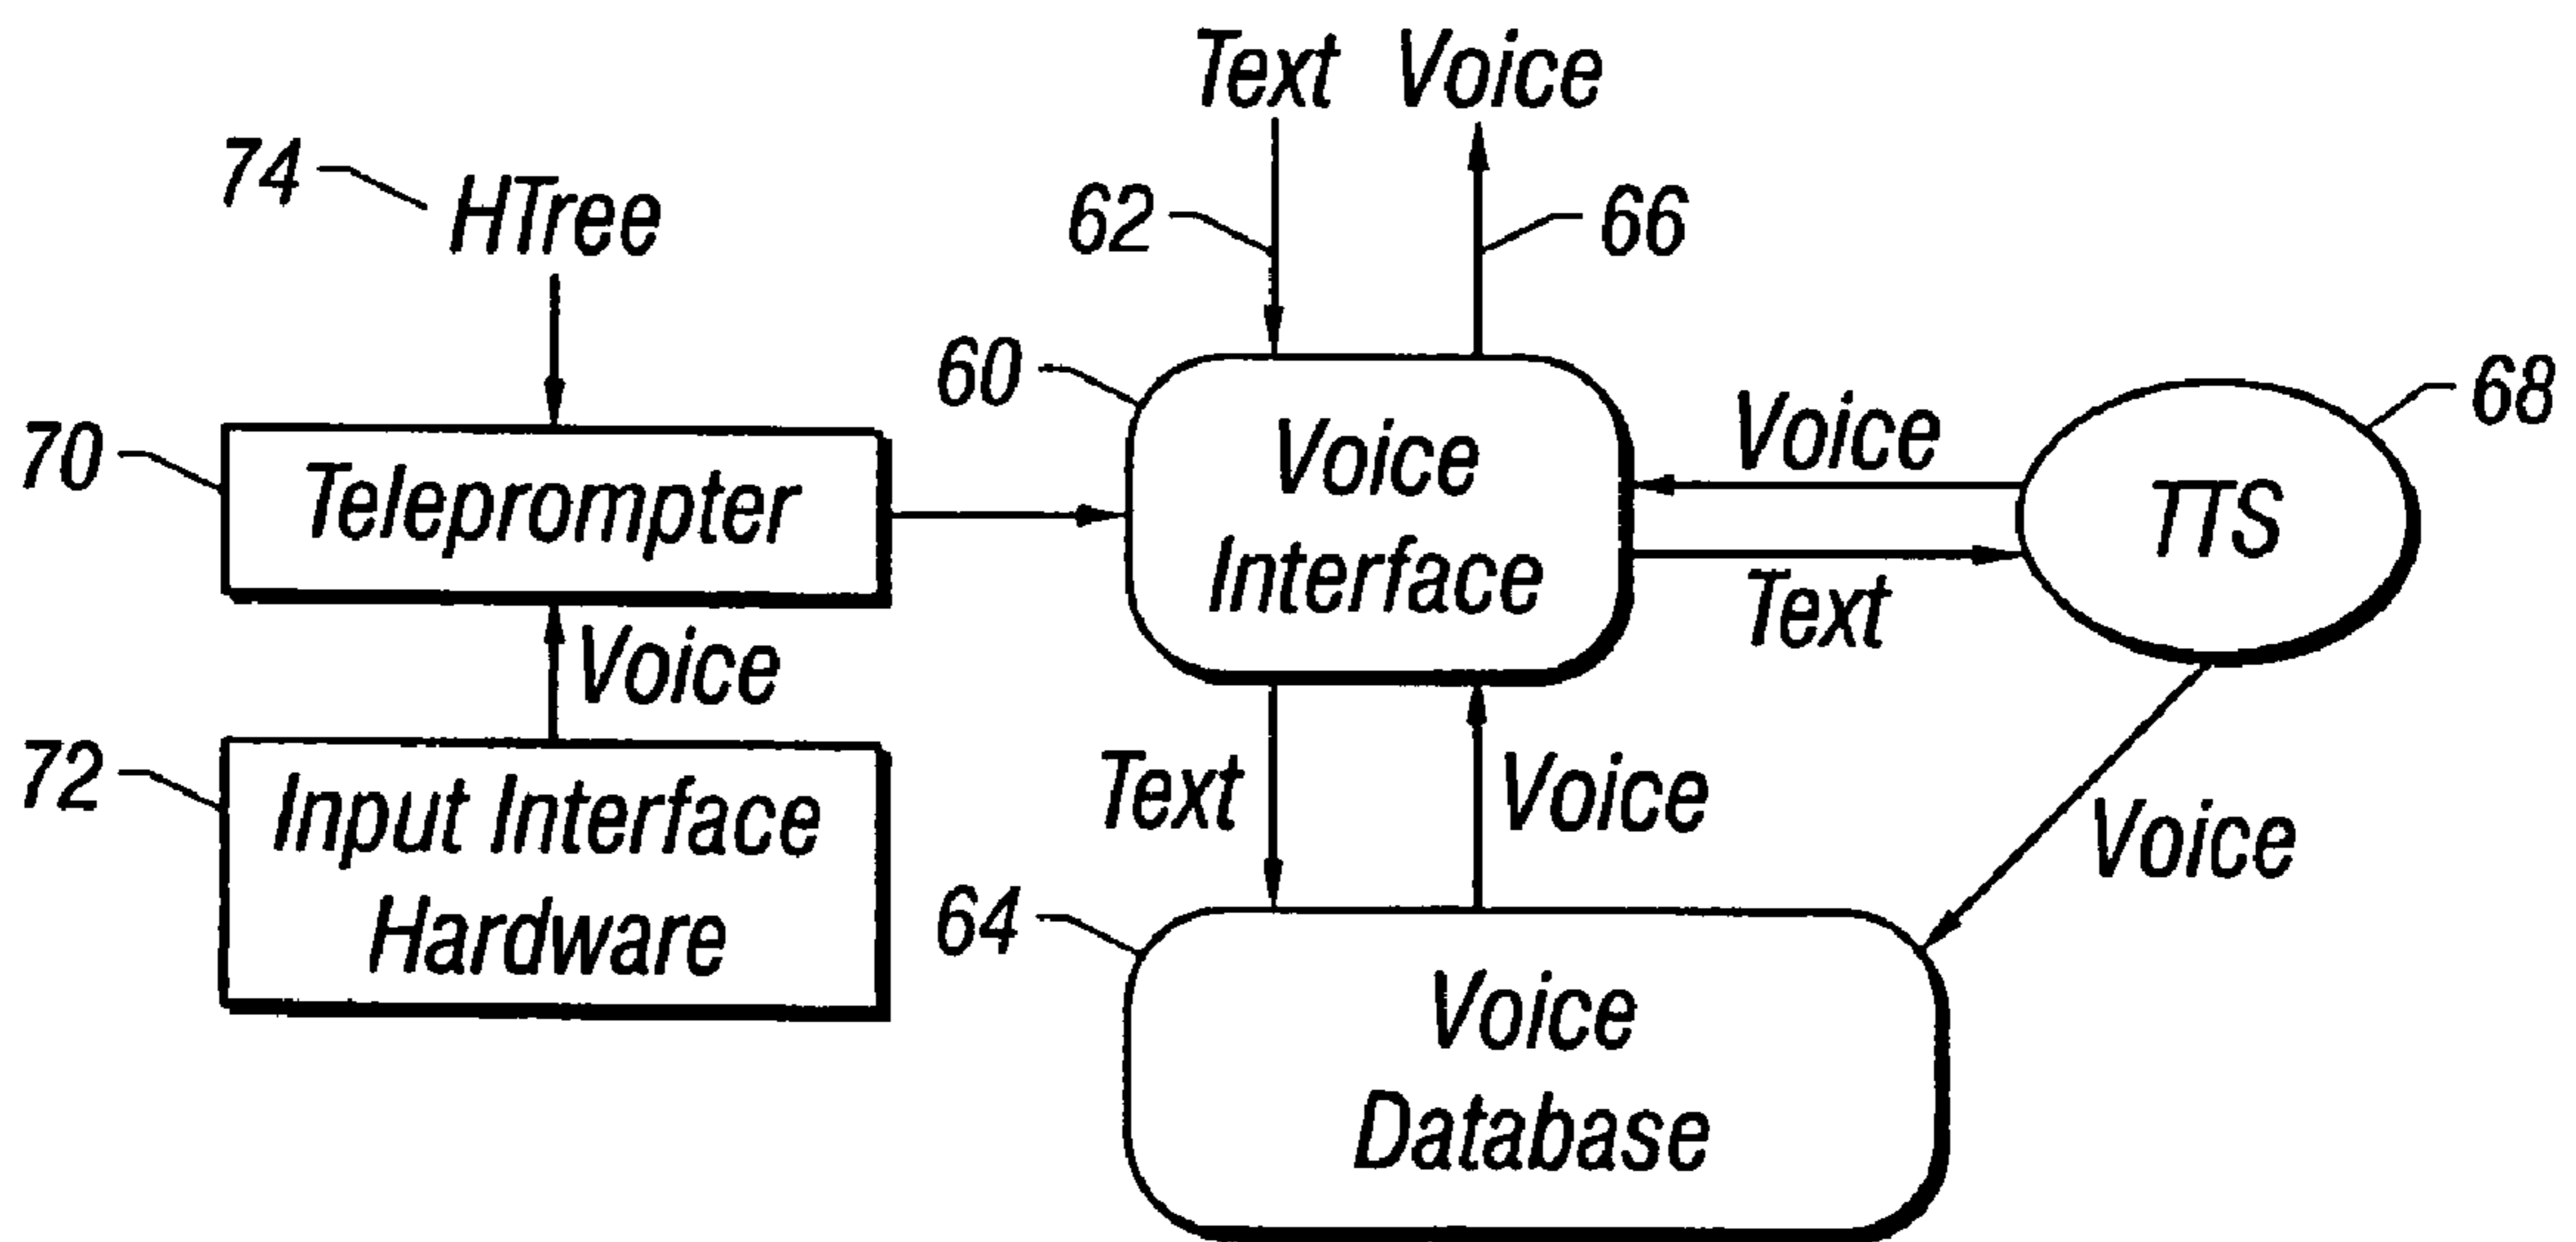 Text Voice
74
HTree
62
66
60
68
70
Teleprompter
Voice
Interface
Voice
TTS
Text
Voice
72
Input Interface
Hardware
Text
Voice
Voice
64
Voice
Database